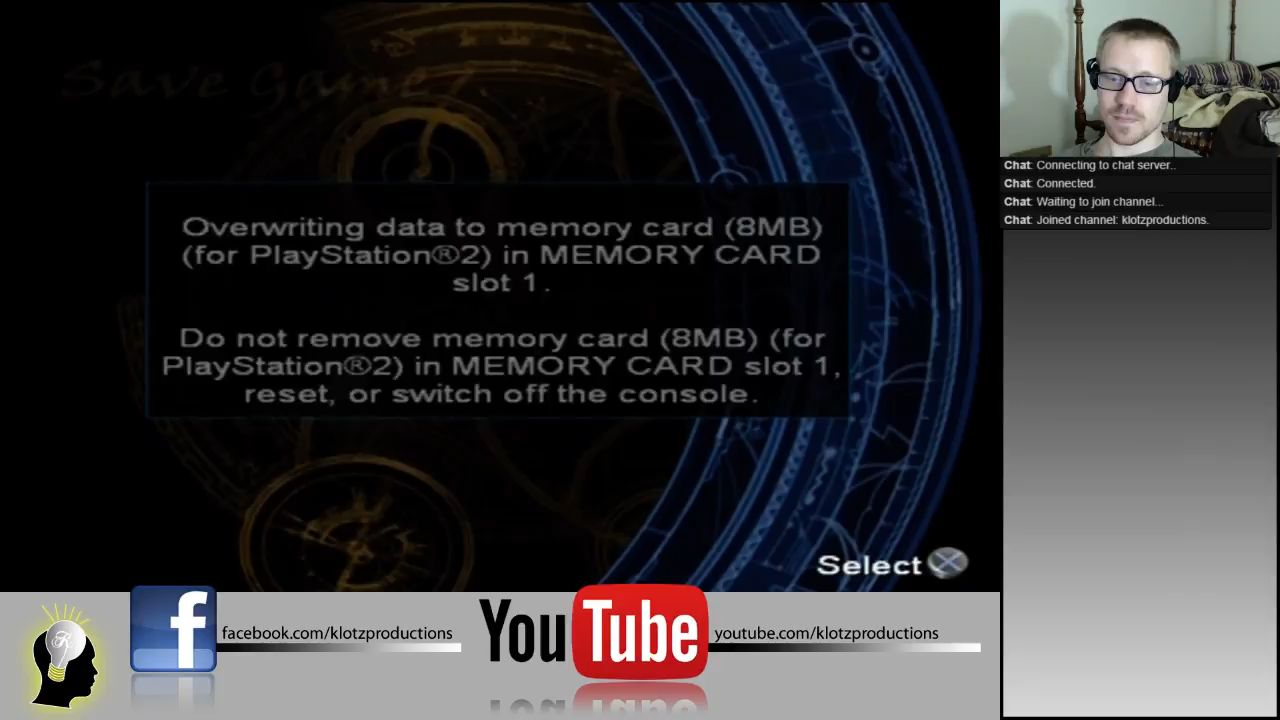 Save Game
Overwriting data to memory card (8MB)
(for PlayStation®2) in MEMORY CARD
slot 1.
Do not remove memory card (8MB) (for
PlayStation®2) in MEMORY CARD slot 1,
reset, or switch off the console.
Select
Chat: Connecting to chat server..
Chat: Connected.
Chat: Waiting to join channel...
Chat: Joined channel: klotzproductions.
f
facebook.com/klotzproductions
YouTube
youtube.com/klotzproductions